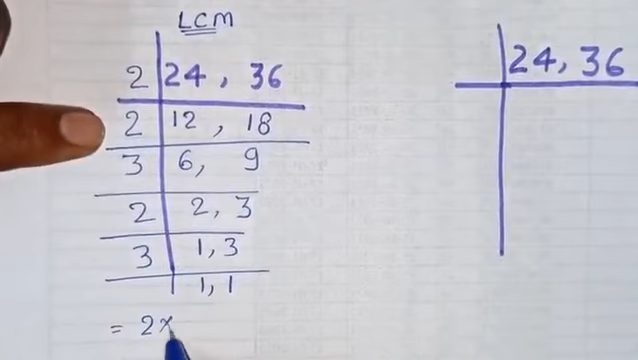 LCM
2 24, 36
2 12, 18
3 6, 9
2 2, 3
3 1, 3
1, 1
= 2×
24, 36